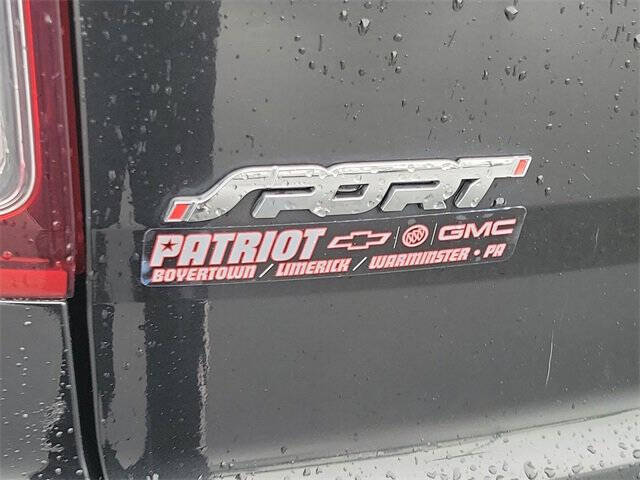 SPORT
PATRIOT GMC
BOYERTOWN / LIMERICK / WARMINSTER • PA